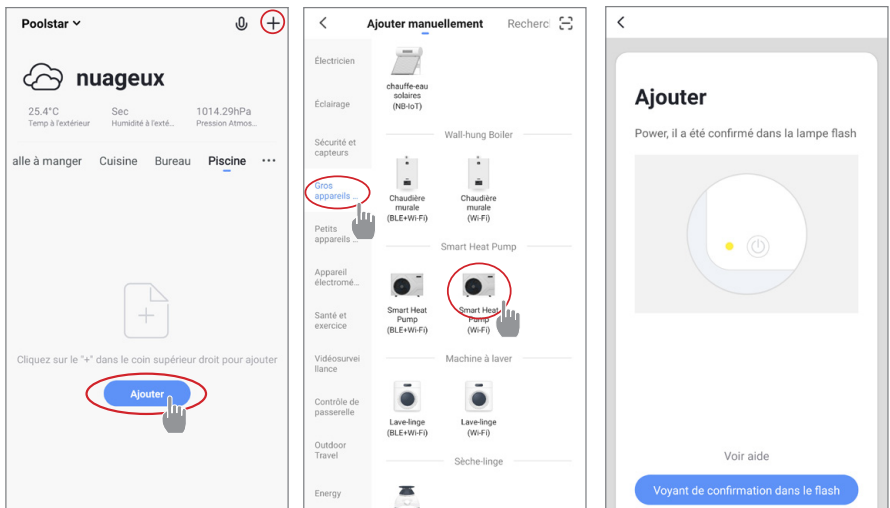 Poolstar
nuageux
25.4°C Sec 1014.29hPa
Temp à l'extérieur Humidité à l'exté... Pression Atmos...
alle à manger Cuisine Bureau Piscine
Cliquez sur le "+" dans le coin supérieur droit pour ajouter
Ajouter
Ajouter manuellement Recherc
Électricien
Éclairage
Sécurité et
capteurs
Gros
appareils ...
Petits
appareils ...
Appareil
électromé...
Santé et
exercice
Vidéosurvei
llance
Contrôle de
passerelle
Outdoor
Travel
Energy
chauffe-eau
solaires
(NB-IoT)
Wall-hung Boiler
Chaudière
murale
(BLE+Wi-Fi)
Chaudière
murale
(Wi-Fi)
Smart Heat Pump
Smart Heat
Pump
(BLE+Wi-Fi)
Smart Heat
Pump
(Wi-Fi)
Machine à laver
Lave-linge
(BLE+Wi-Fi)
Lave-linge
(Wi-Fi)
Sèche-linge
Ajouter
Power, il a été confirmé dans la lampe flash
Voir aide
Voyant de confirmation dans le flash